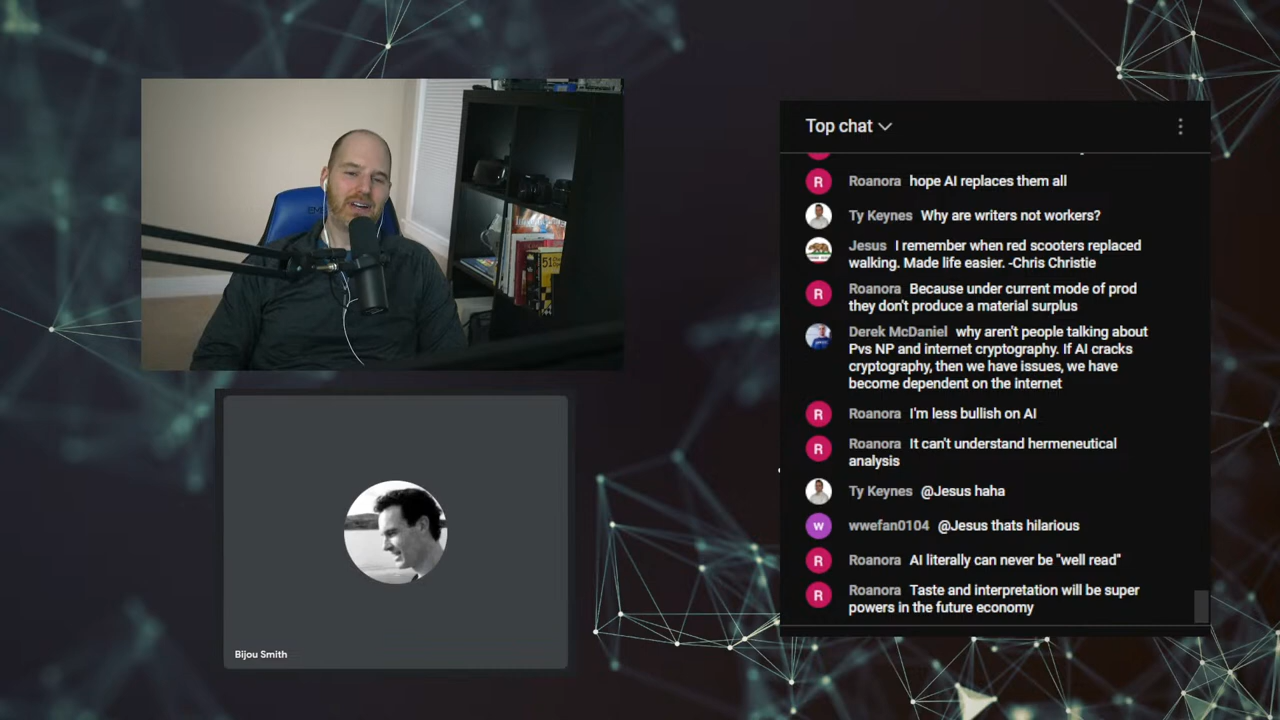 51
Bijou Smith
Top chat
Roanora hope AI replaces them all
Ty Keynes Why are writers not workers?
Jesus I remember when red scooters replaced
walking. Made life easier. -Chris Christie
R Roanora Because under current mode of prod
they don't produce a material surplus
Derek McDaniel why aren't people talking about
Pvs NP and internet cryptography. If AI cracks
cryptography, then we have issues, we have
become dependent on the internet
R Roanora I'm less bullish on AI
R Roanora It can't understand hermeneutical
analysis
Ty Keynes @Jesus haha
w wwefan0104 @Jesus thats hilarious
R Roanora AI literally can never be "well read"
R Roanora Taste and interpretation will be super
powers in the future economy